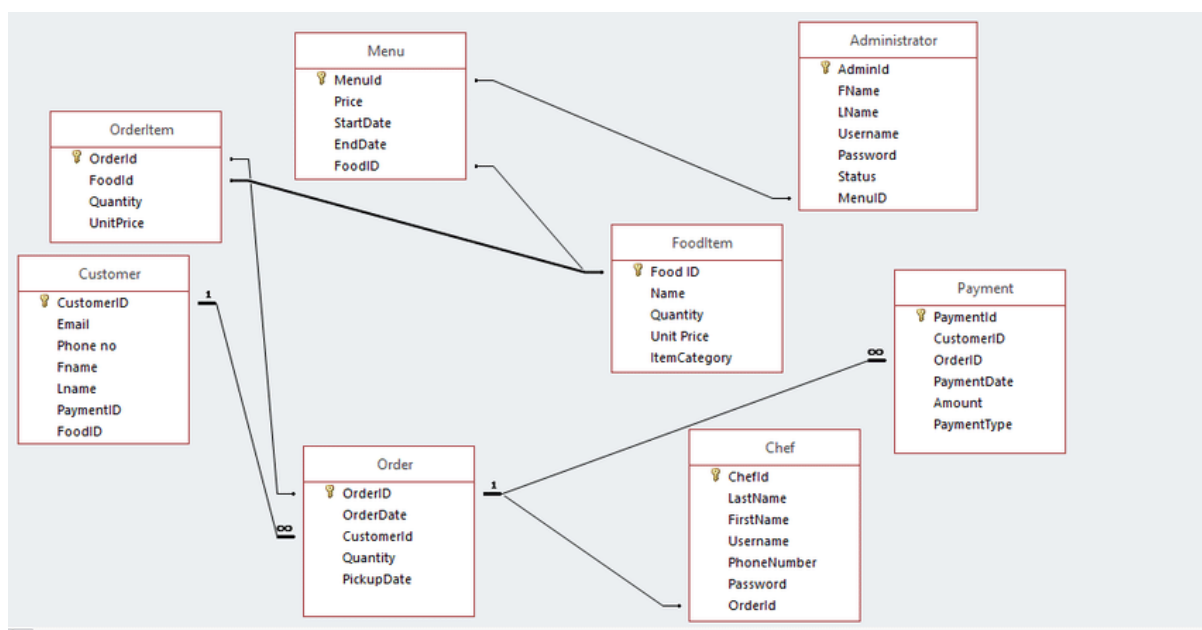 Menu
MenuId
Price
StartDate
EndDate
FoodID
Administrator
AdminId
FName
LName
Username
Password
Status
MenuID
OrderItem
OrderId
FoodId
Quantity
UnitPrice
FoodItem
Food ID
Name
Quantity
Unit Price
ItemCategory
Customer
CustomerID
Email
Phone no
Fname
Lname
PaymentID
FoodID
1
∞
Payment
PaymentId
CustomerID
OrderID
PaymentDate
Amount
PaymentType
∞
Order
OrderID
OrderDate
CustomerId
Quantity
PickupDate
1
Chef
ChefId
LastName
FirstName
Username
PhoneNumber
Password
OrderId